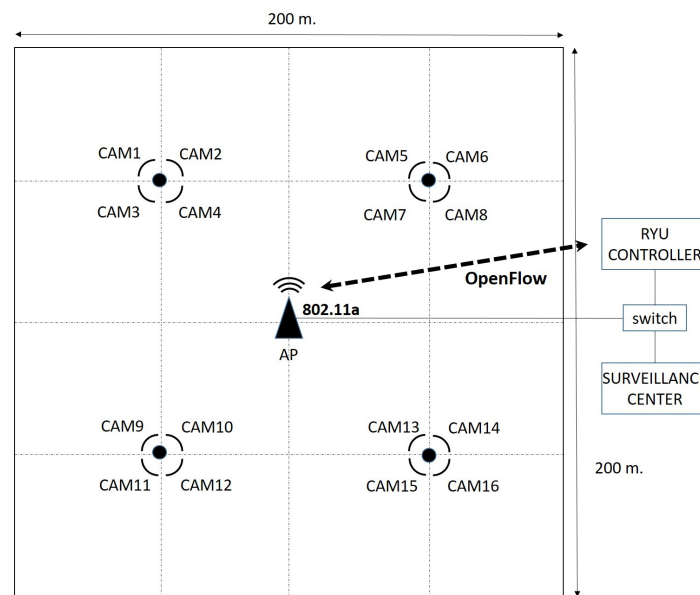 200 m.
CAM1 CAM2
CAM5 CAM6
CAM3 CAM4
CAM7 CAM8
RYU
CONTROLLER
OpenFlow
802.11a
switch
AP
SURVEILLANC
CENTER
CAM9 CAM10
CAM13 CAM14
200 m.
CAM11 CAM12
CAM15 CAM16